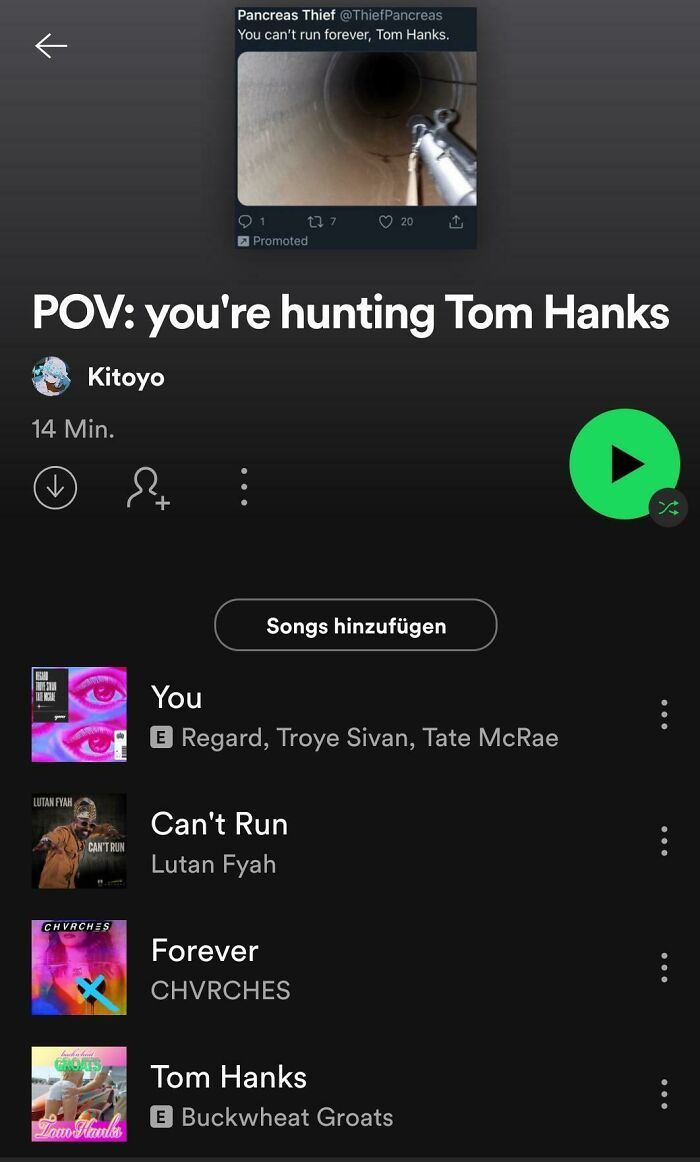 Pancreas Thief @ThiefPancreas
You can't run forever, Tom Hanks.
1 7 20
Promoted
POV: you're hunting Tom Hanks
Kitoyo
14 Min.
Songs hinzufügen
REGARD
TROYE SIVAN
TATE MCRAE
You
E Regard, Troye Sivan, Tate McRae
LUTAN FYAH
CAN'T RUN
Can't Run
Lutan Fyah
CHVRCHES
Forever
CHVRCHES
GROATS
Tom Hanks
Tom Hanks
E Buckwheat Groats